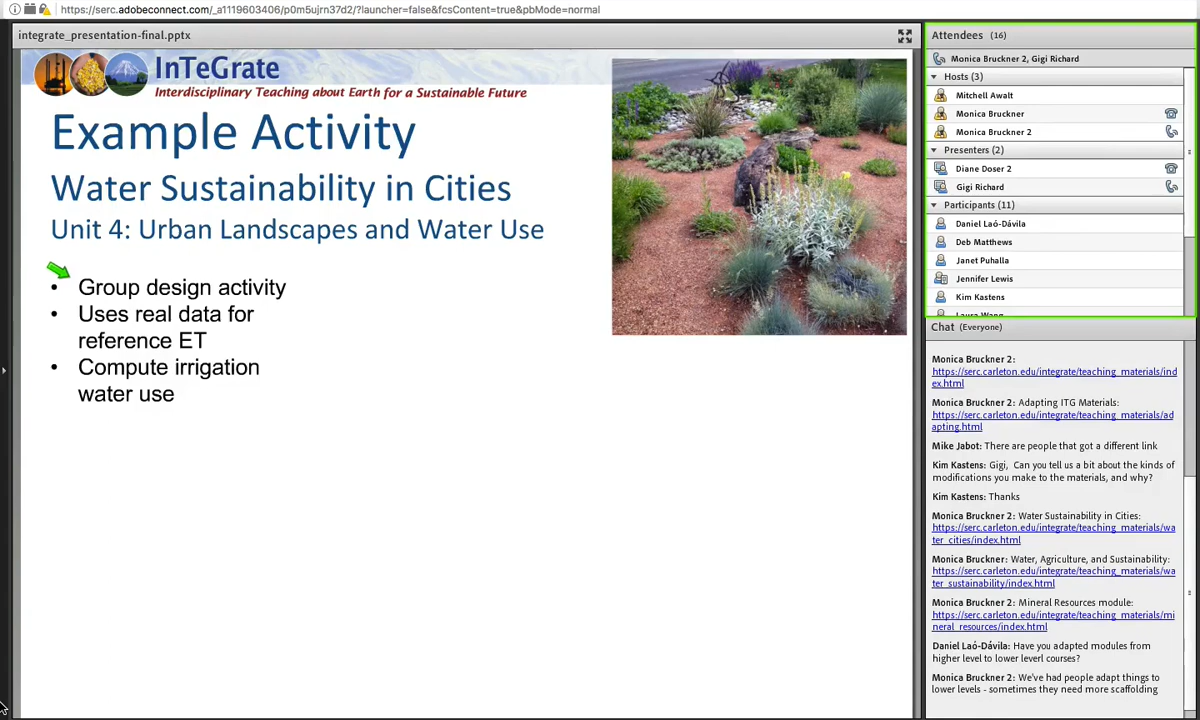 https://serc.adobeconnect.com/_a1119603406/p0m5ujrn37d2/?launcher=false&fcsContent=true&pbMode=normal
integrate_presentation-final.pptx
InTeGrate
Interdisciplinary Teaching about Earth for a Sustainable Future
Example Activity
Water Sustainability in Cities
Unit 4: Urban Landscapes and Water Use
• Group design activity
• Uses real data for
reference ET
• Compute irrigation
water use
Attendees (16)
Monica Bruckner 2, Gigi Richard
Hosts (3)
Mitchell Awalt
Monica Bruckner
Monica Bruckner 2
Presenters (2)
Diane Doser 2
Gigi Richard
Participants (11)
Daniel Laó-Dávila
Deb Matthews
Janet Puhalla
Jennifer Lewis
Kim Kastens
Laura Wang
Chat (Everyone)
Monica Bruckner 2:
https://serc.carleton.edu/integrate/teaching_materials/ind
ex.html
Monica Bruckner 2: Adapting ITG Materials:
https://serc.carleton.edu/integrate/teaching_materials/ad
apting.html
Mike Jabot: There are people that got a different link
Kim Kastens: Gigi, Can you tell us a bit about the kinds of
modifications you make to the materials, and why?
Kim Kastens: Thanks
Monica Bruckner 2: Water Sustainability in Cities:
https://serc.carleton.edu/integrate/teaching_materials/wa
ter_cities/index.html
Monica Bruckner: Water, Agriculture, and Sustainability:
https://serc.carleton.edu/integrate/teaching_materials/wa
ter_sustainability/index.html
Monica Bruckner 2: Mineral Resources module:
https://serc.carleton.edu/integrate/teaching_materials/mi
neral_resources/index.html
Daniel Laó-Dávila: Have you adapted modules from
higher level to lower leverl courses?
Monica Bruckner 2: We've had people adapt things to
lower levels - sometimes they need more scaffolding